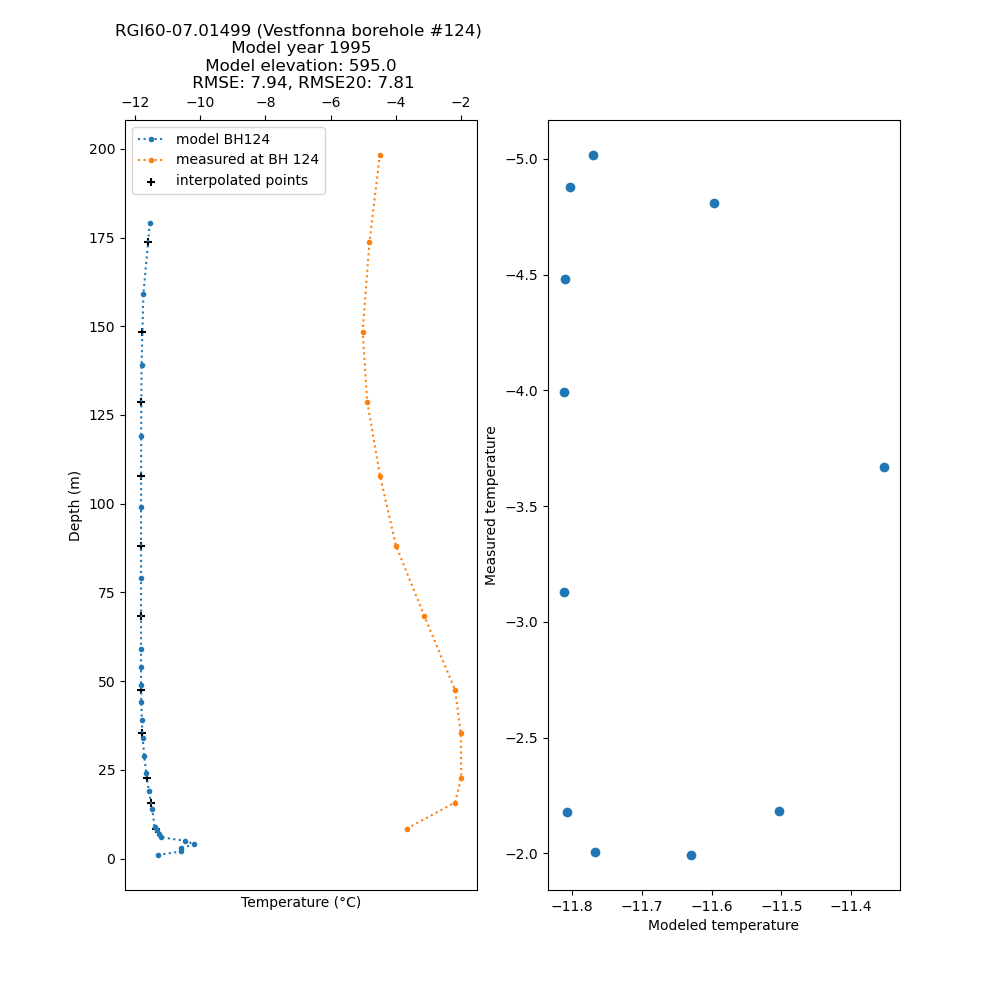 RGI60-07.01499 (Vestfonna borehole #124)
Model year 1995
Model elevation: 595.0
RMSE: 7.94, RMSE20: 7.81
−12 −10 −8 −6 −4 −2
model BH124
measured at BH 124
interpolated points
200
175
150
125
100
75
50
25
0
Depth (m)
Temperature (°C)
−5.0
−4.5
−4.0
−3.5
−3.0
−2.5
−2.0
Measured temperature
−11.8 −11.7 −11.6 −11.5 −11.4
Modeled temperature